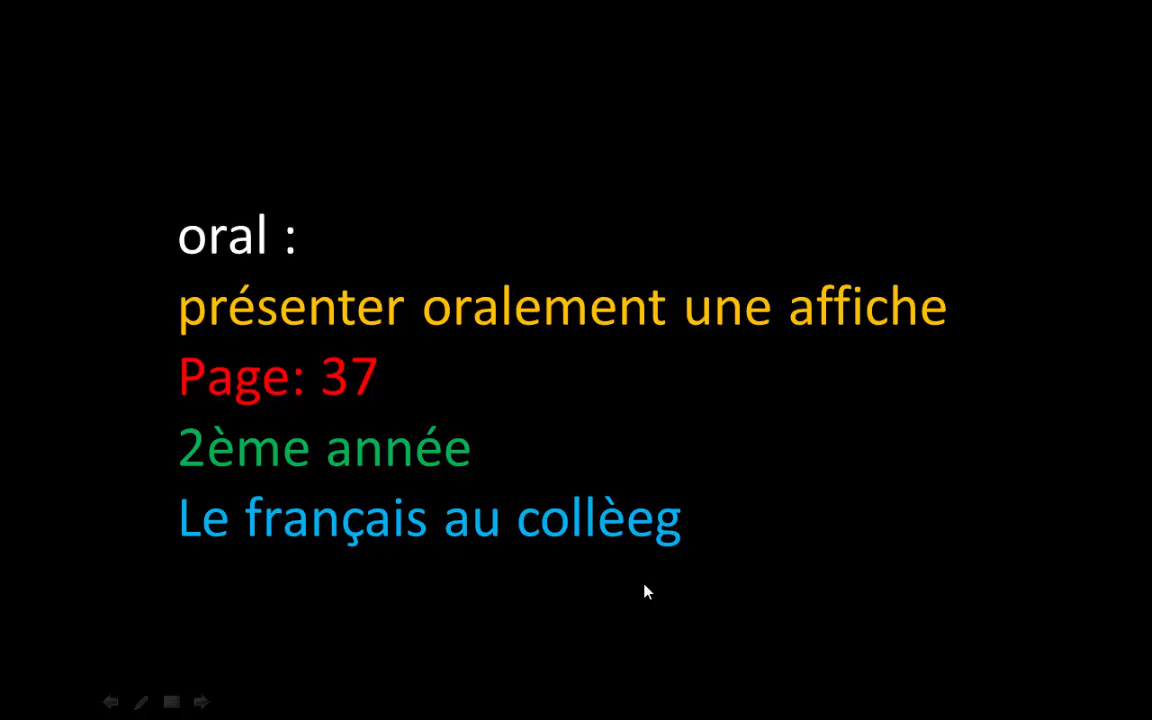 oral :
présenter oralement une affiche
Page: 37
2ème année
Le français au collèeg